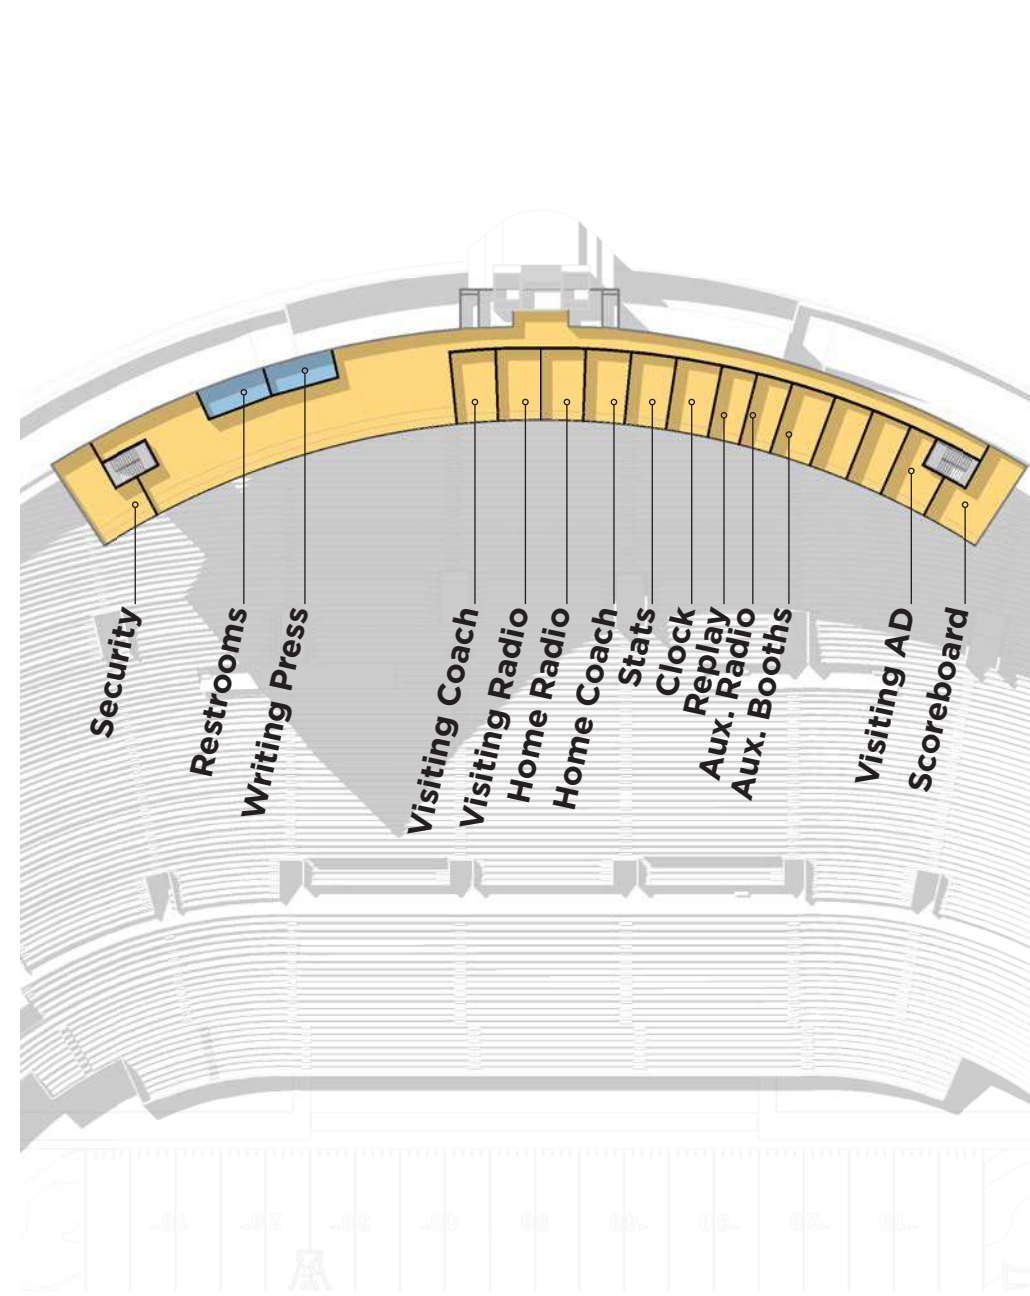 Security
Restrooms
Writing Press
Visiting Coach
Visiting Radio
Home Radio
Home Coach
Stats
Clock
Replay
Aux. Radio
Aux. Booths
Visiting AD
Scoreboard